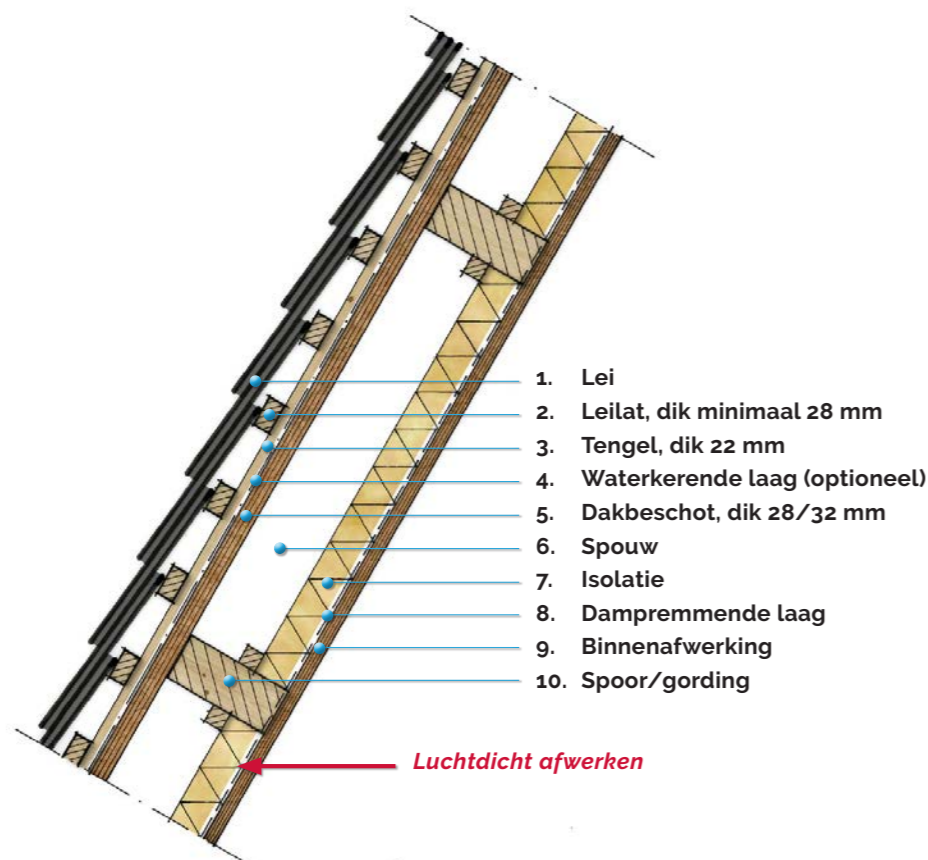 1. Lei
2. Leilat, dik minimaal 28 mm
3. Tengel, dik 22 mm
4. Waterkerende laag (optioneel)
5. Dakbeschot, dik 28/32 mm
6. Spouw
7. Isolatie
8. Dampremmende laag
9. Binnenafwerking
10. Spoor/gording
Luchtdicht afwerken